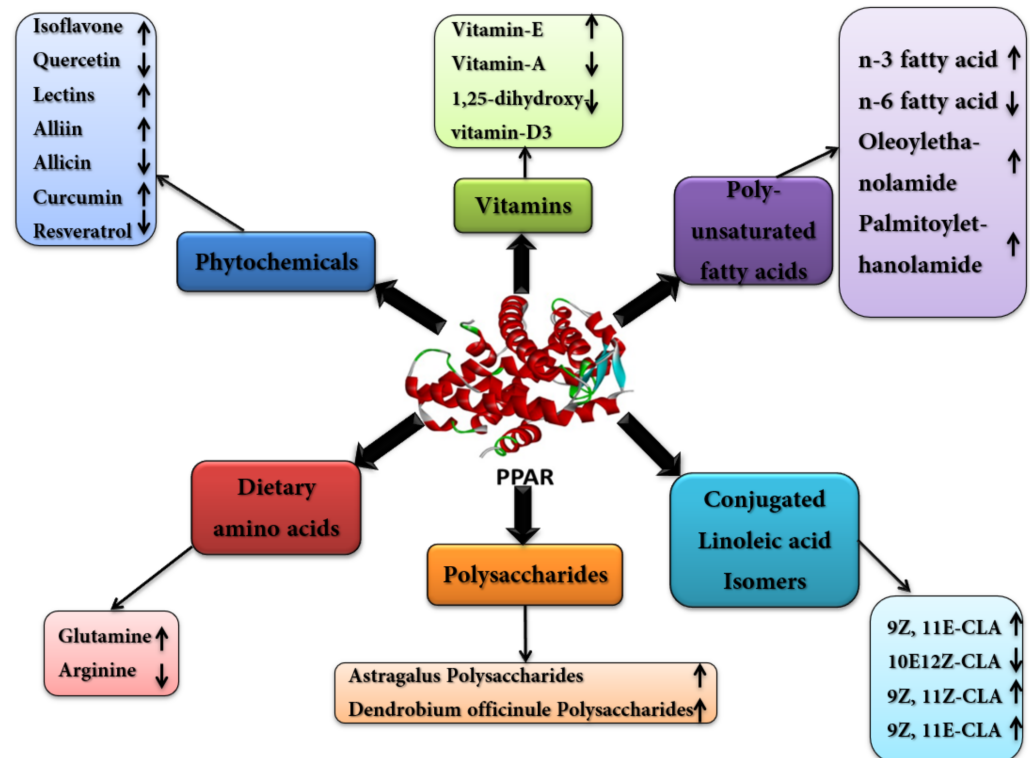 Isoflavone ↑
Quercetin ↓
Lectins ↑
Alliin ↑
Allicin ↓
Curcumin ↑
Resveratrol ↓
Phytochemicals
Vitamin-E ↑
Vitamin-A ↓
1,25-dihydroxy- ↓
vitamin-D3
Vitamins
n-3 fatty acid ↑
n-6 fatty acid ↓
Oleoyletha- ↑
nolamide
Palmitoylet- ↑
hanolamide
Poly-
unsaturated
fatty acids
PPAR
Dietary
amino acids
Glutamine ↑
Arginine ↓
Polysaccharides
Astragalus Polysaccharides ↑
Dendrobium officinule Polysaccharides ↑
Conjugated
Linoleic acid
Isomers
9Z, 11E-CLA ↑
10E12Z-CLA ↓
9Z, 11Z-CLA ↑
9Z, 11E-CLA ↑